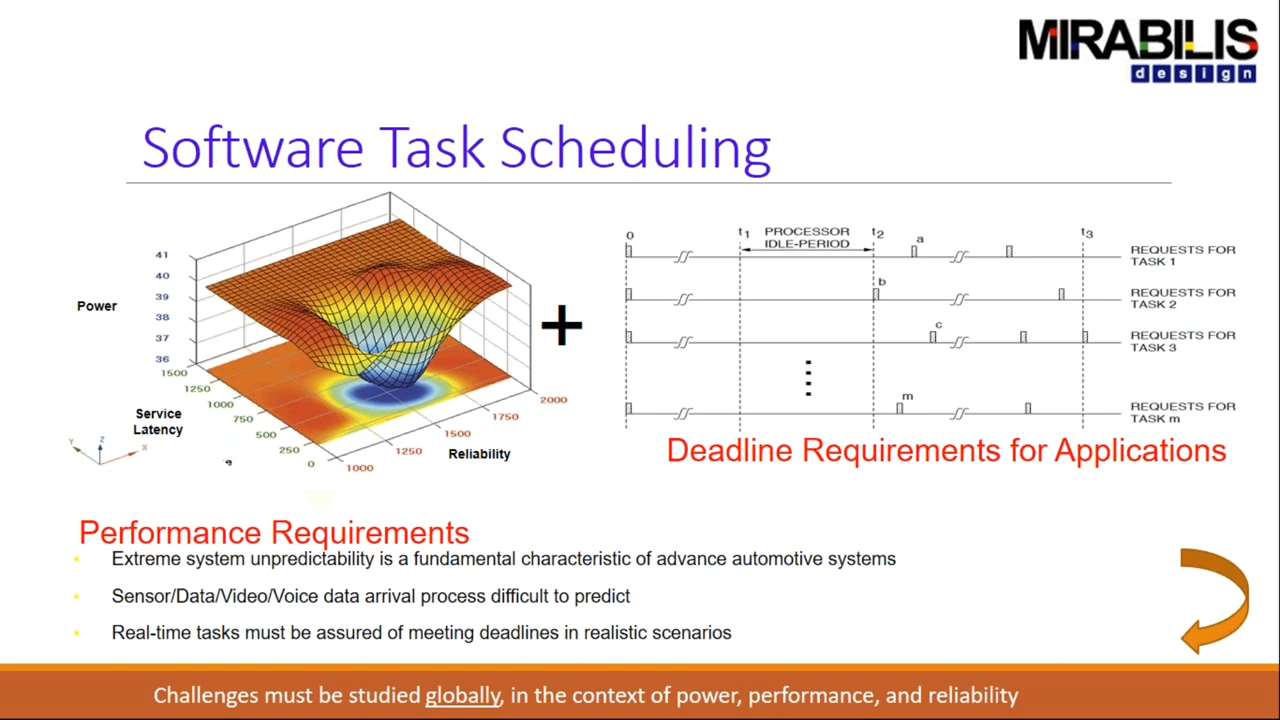 MIRABILIS
design
Software Task Scheduling
41
40
39
38
37
36
1500
1250
1000
750
500
250
0
1000
1250
1500
1750
2000
Power
Service
Latency
Reliability
Y
Z
X
e
+
0
t1
PROCESSOR
IDLE-PERIOD
t2
a
t3
REQUESTS FOR
TASK 1
b
REQUESTS FOR
TASK 2
c
REQUESTS FOR
TASK 3
m
REQUESTS FOR
TASK m
Deadline Requirements for Applications
Performance Requirements
Extreme system unpredictability is a fundamental characteristic of advance automotive systems
Sensor/Data/Video/Voice data arrival process difficult to predict
Real-time tasks must be assured of meeting deadlines in realistic scenarios
Challenges must be studied globally, in the context of power, performance, and reliability